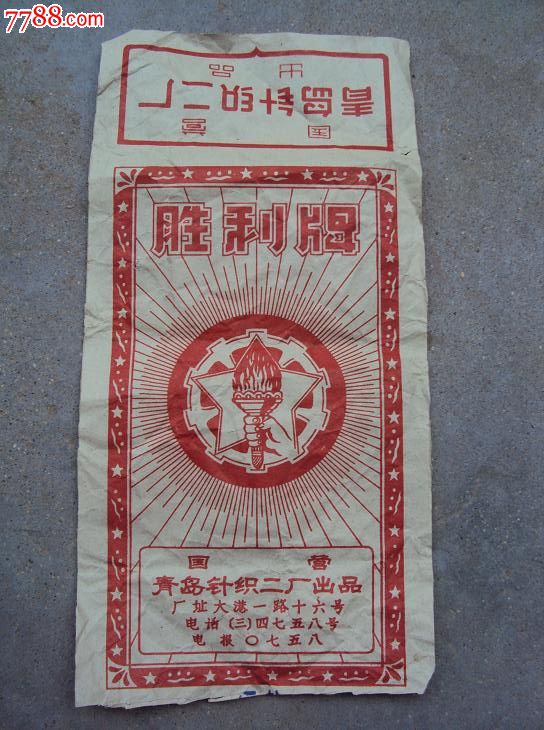 7788.com
国营
青岛针织二厂
出品
胜利牌
国营
青岛针织二厂出品
厂址大港一路十六号
电话(三)四七五八号
电报〇七五八